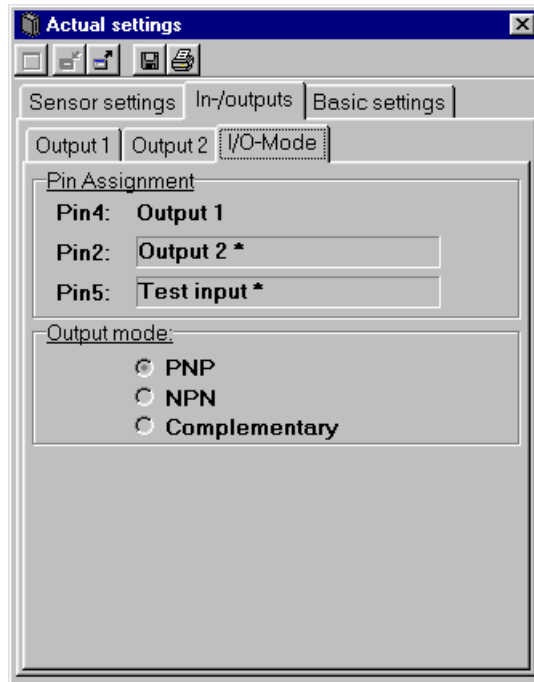 Actual settings
Sensor settings In-/outputs Basic settings
Output 1 Output 2 I/O-Mode
Pin Assignment
Pin4: Output 1
Pin2: Output 2 *
Pin5: Test input *
Output mode:
PNP
NPN
Complementary